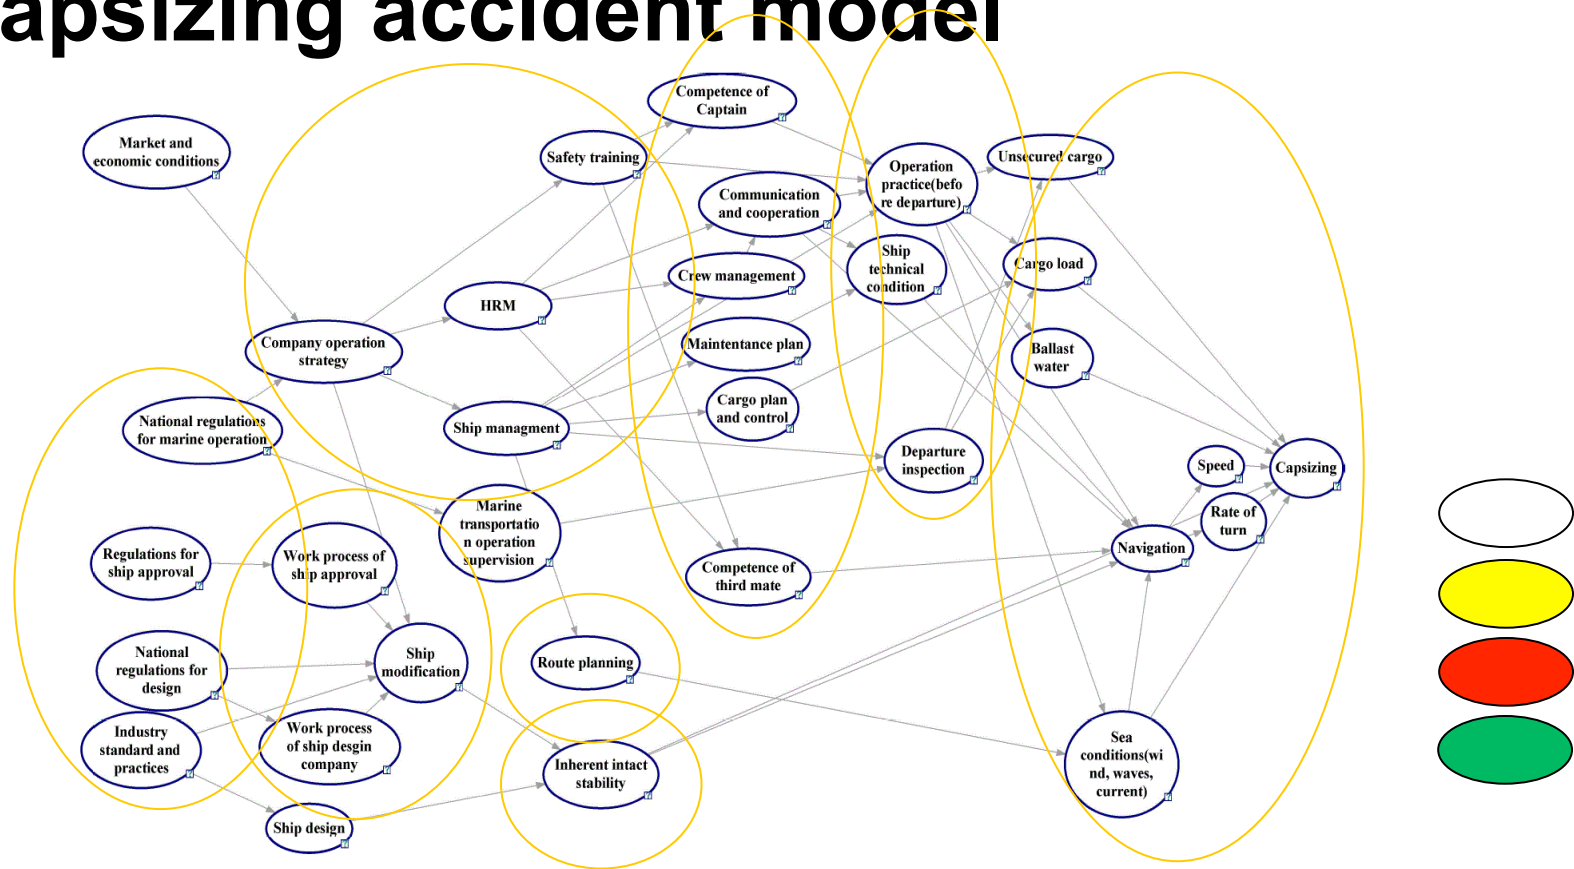 apsizing accident model
Competence of
Captain
Market and
economic conditions
Safety training
Operation
practice(befo
re departure)
Unsecured cargo
Communication
and cooperation
Ship
technical
condition
Cargo load
Crew management
HRM
Company operation
strategy
Maintentance plan
Ballast
water
Cargo plan
and control
National regulations
for marine operation
Ship managment
Departure
inspection
Speed
Capsizing
Marine
transportatio
n operation
supervision
Rate of
turn
Navigation
Regulations for
ship approval
Work process of
ship approval
Competence of
third mate
National
regulations for
design
Ship
modification
Route planning
Industry
standard and
practices
Work process
of ship desgin
company
Inherent intact
stability
Sea
conditions(wi
nd, waves,
current)
Ship design